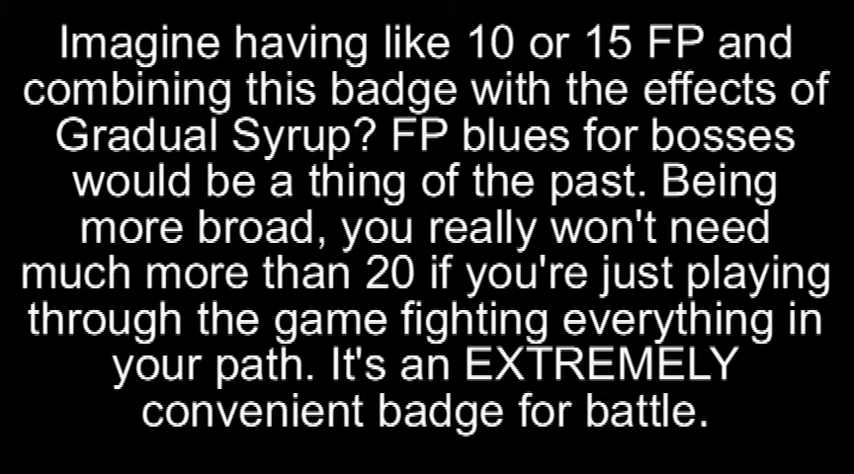 Imagine having like 10 or 15 FP and
combining this badge with the effects of
Gradual Syrup? FP blues for bosses
would be a thing of the past. Being
more broad, you really won't need
much more than 20 if you're just playing
through the game fighting everything in
your path. It's an EXTREMELY
convenient badge for battle.